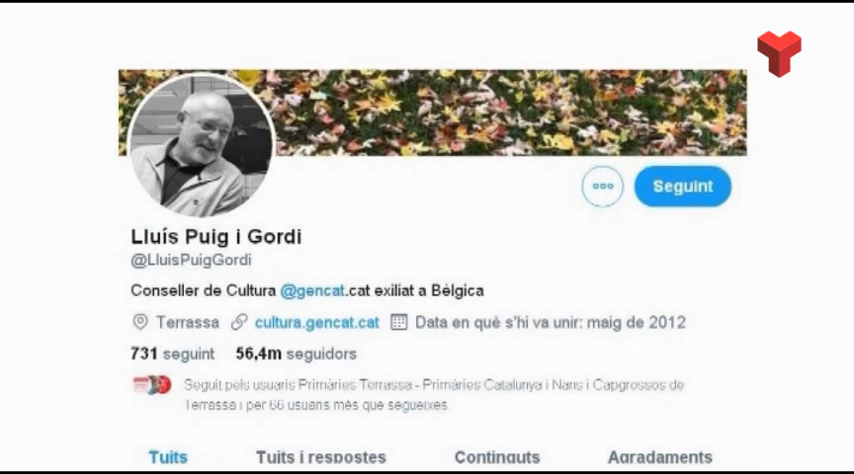 Seguint
Lluís Puig i Gordi
@LluisPuigGordi
Conseller de Cultura @gencat.cat exiliat a Bèlgica
Terrassa cultura.gencat.cat Data en què s'hi va unir: maig de 2012
731 seguint 56,4m seguidors
Seguit pels usuaris Primàries Terrassa - Primàries Catalunya i Nans i Capgrossos de
Terrassa i per 66 usuaris més que segueixes
Tuits Tuits i respostes Continguts Agradaments